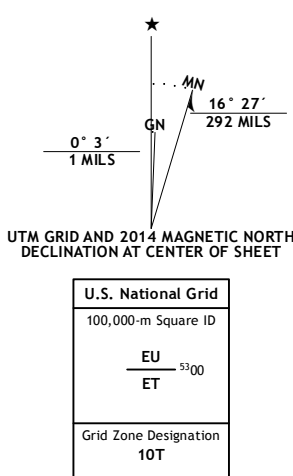 ★
MN
GN
16° 27´
292 MILS
0° 3´
1 MILS
UTM GRID AND 2014 MAGNETIC NORTH
DECLINATION AT CENTER OF SHEET
U.S. National Grid
100,000-m Square ID
EU
ET
5300
Grid Zone Designation
10T